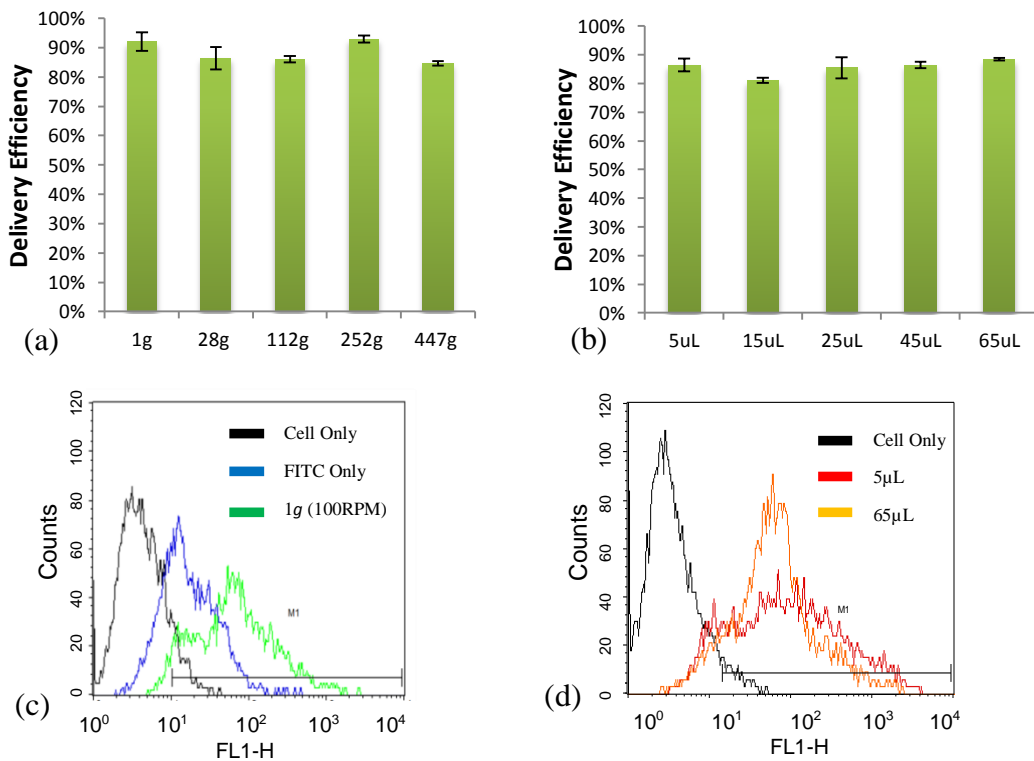 Delivery Efficiency
100%
90%
80%
70%
60%
50%
40%
30%
20%
10%
0%
1g 28g 112g 252g 447g
(a)
Delivery Efficiency
100%
90%
80%
70%
60%
50%
40%
30%
20%
10%
0%
5uL 15uL 25uL 45uL 65uL
(b)
Counts
120
100
80
60
40
20
0
Cell Only
FITC Only
1g (100RPM)
M1
10⁰ 10¹ 10² 10³ 10⁴
FL1-H
(c)
Counts
120
100
80
60
40
20
0
Cell Only
5µL
65µL
M1
10⁰ 10¹ 10² 10³ 10⁴
FL1-H
(d)